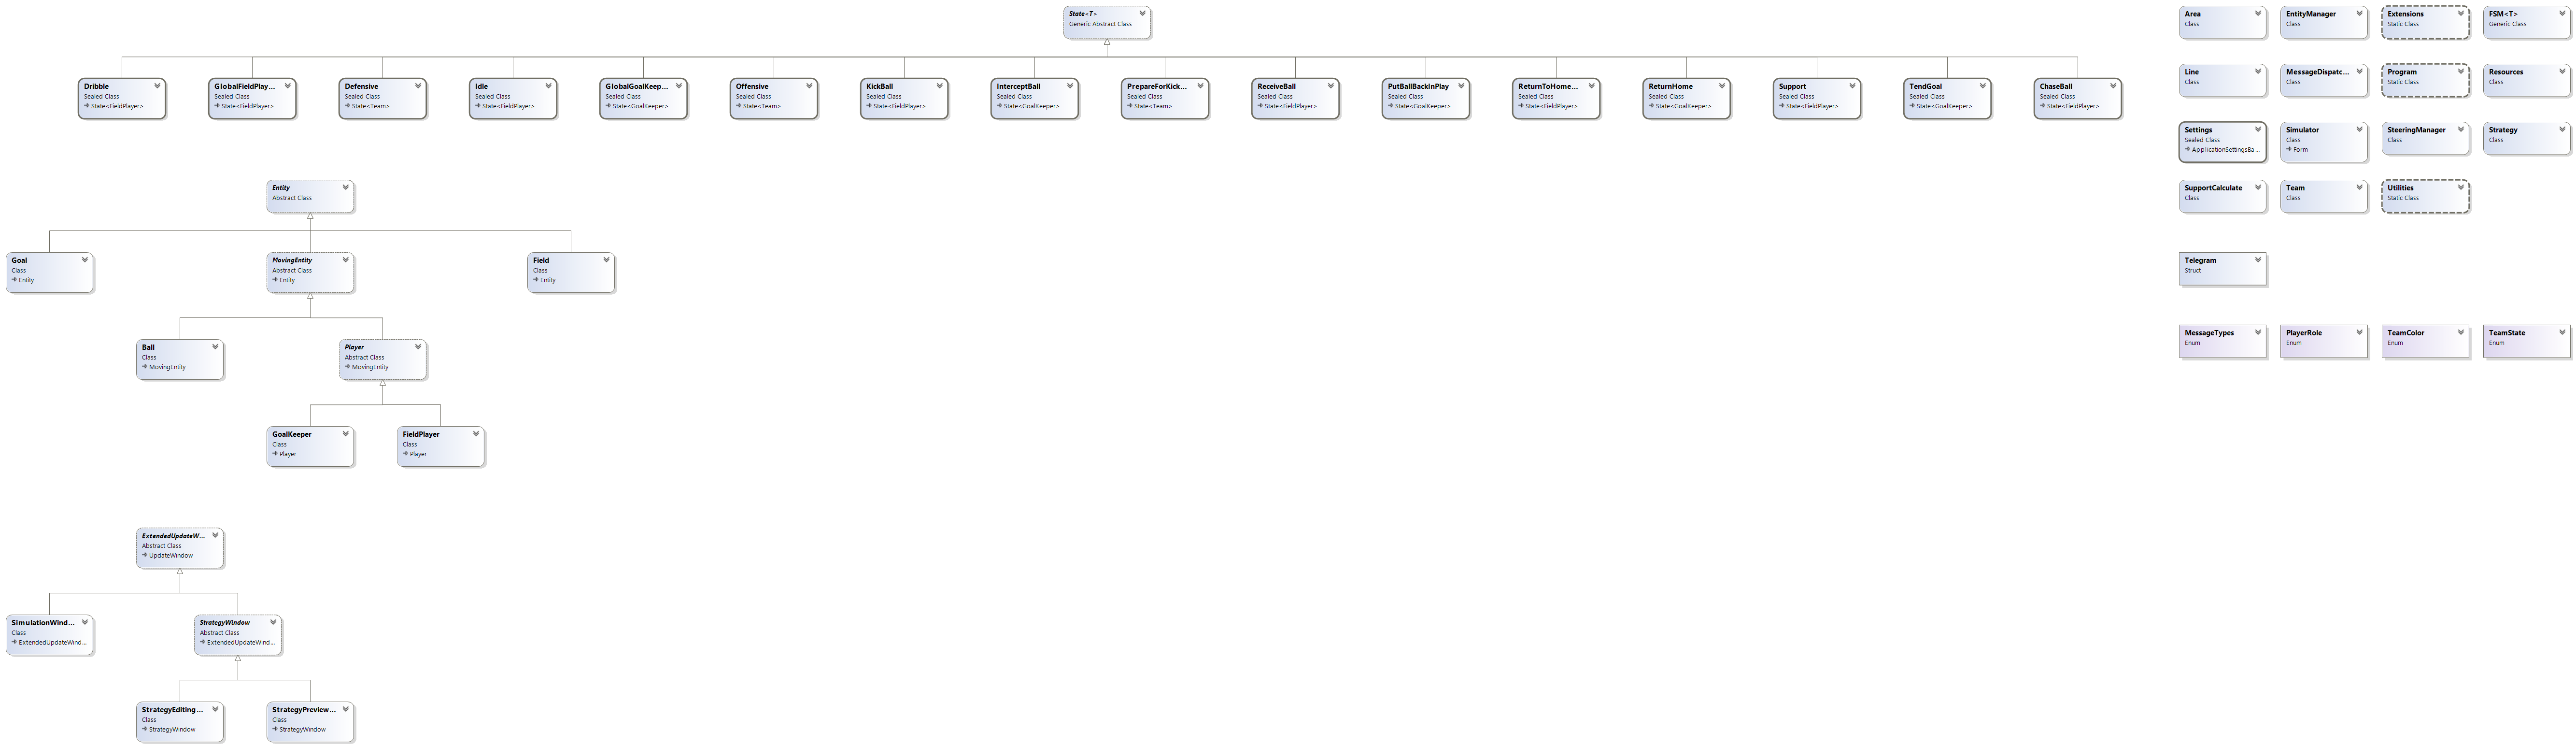 State<T>
Generic Abstract Class
Dribble
Sealed Class
State<FieldPlayer>
GlobalFieldPlay...
Sealed Class
State<FieldPlayer>
Defensive
Sealed Class
State<Team>
Idle
Sealed Class
State<FieldPlayer>
GlobalGoalKeep...
Sealed Class
State<GoalKeeper>
Offensive
Sealed Class
State<Team>
KickBall
Sealed Class
State<FieldPlayer>
InterceptBall
Sealed Class
State<GoalKeeper>
PrepareForKick...
Sealed Class
State<Team>
ReceiveBall
Sealed Class
State<FieldPlayer>
PutBallBackInPlay
Sealed Class
State<GoalKeeper>
ReturnToHome...
Sealed Class
State<FieldPlayer>
ReturnHome
Sealed Class
State<GoalKeeper>
Support
Sealed Class
State<FieldPlayer>
TendGoal
Sealed Class
State<GoalKeeper>
ChaseBall
Sealed Class
State<FieldPlayer>
Entity
Abstract Class
Goal
Class
Entity
MovingEntity
Abstract Class
Entity
Field
Class
Entity
Ball
Class
MovingEntity
Player
Abstract Class
MovingEntity
GoalKeeper
Class
Player
FieldPlayer
Class
Player
ExtendedUpdateW...
Abstract Class
UpdateWindow
SimulationWind...
Class
ExtendedUpdateWind...
StrategyWindow
Abstract Class
ExtendedUpdateWind...
StrategyEditing...
Class
StrategyWindow
StrategyPreview...
Class
StrategyWindow
Area
Class
EntityManager
Class
Extensions
Static Class
FSM<T>
Generic Class
Line
Class
MessageDispatc...
Class
Program
Static Class
Resources
Class
Settings
Sealed Class
ApplicationSettingsBa...
Simulator
Class
Form
SteeringManager
Class
Strategy
Class
SupportCalculate
Class
Team
Class
Utilities
Static Class
Telegram
Struct
MessageTypes
Enum
PlayerRole
Enum
TeamColor
Enum
TeamState
Enum